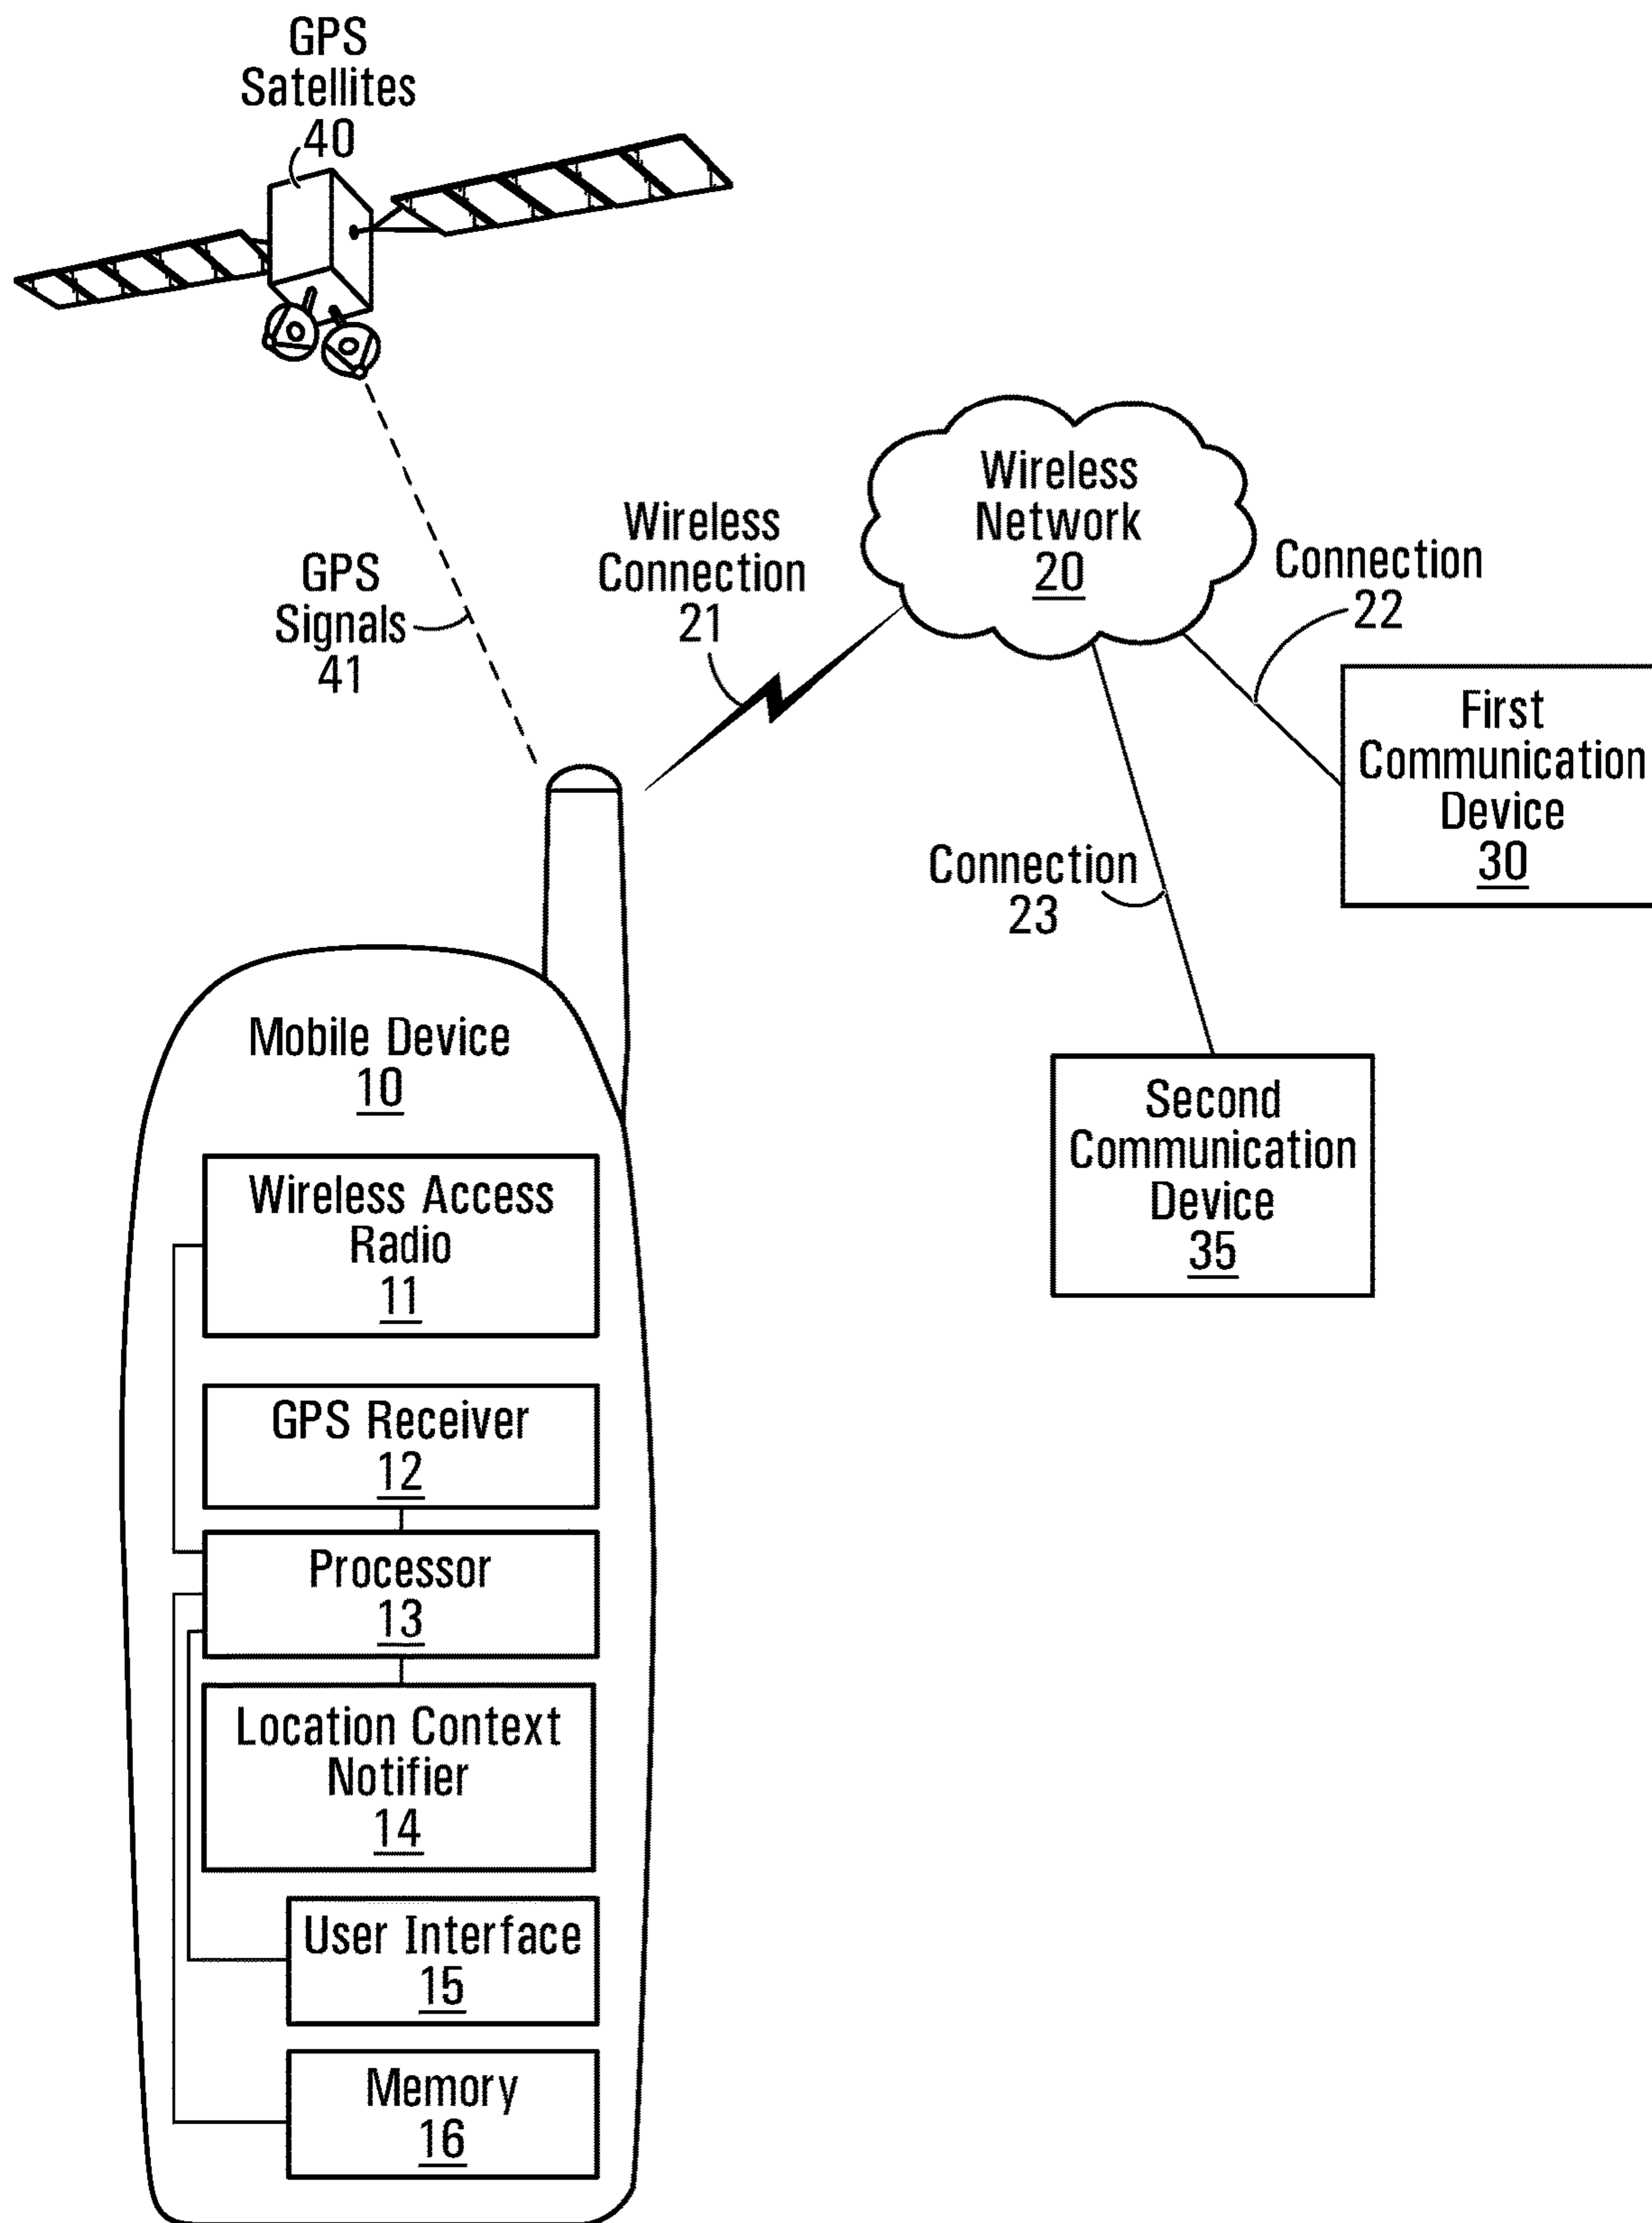 GPS
Satellites
40
GPS
Signals
41
Wireless
Connection
21
Wireless
Network
20
Connection
22
First
Communication
Device
30
Connection
23
Second
Communication
Device
35
Mobile Device
10
Wireless Access
Radio
11
GPS Receiver
12
Processor
13
Location Context
Notifier
14
User Interface
15
Memory
16